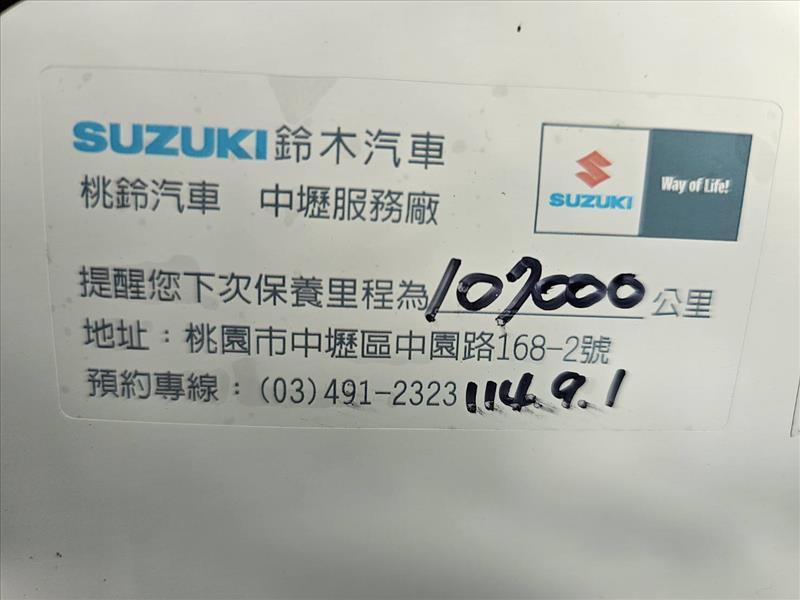 SUZUKI鈴木汽車
桃鈴汽車 中壢服務廠
SUZUKI
Way of Life!
提醒您下次保養里程為107000公里
地址：桃園市中壢區中園路168-2號
預約專線：(03)491-2323 114.9.1